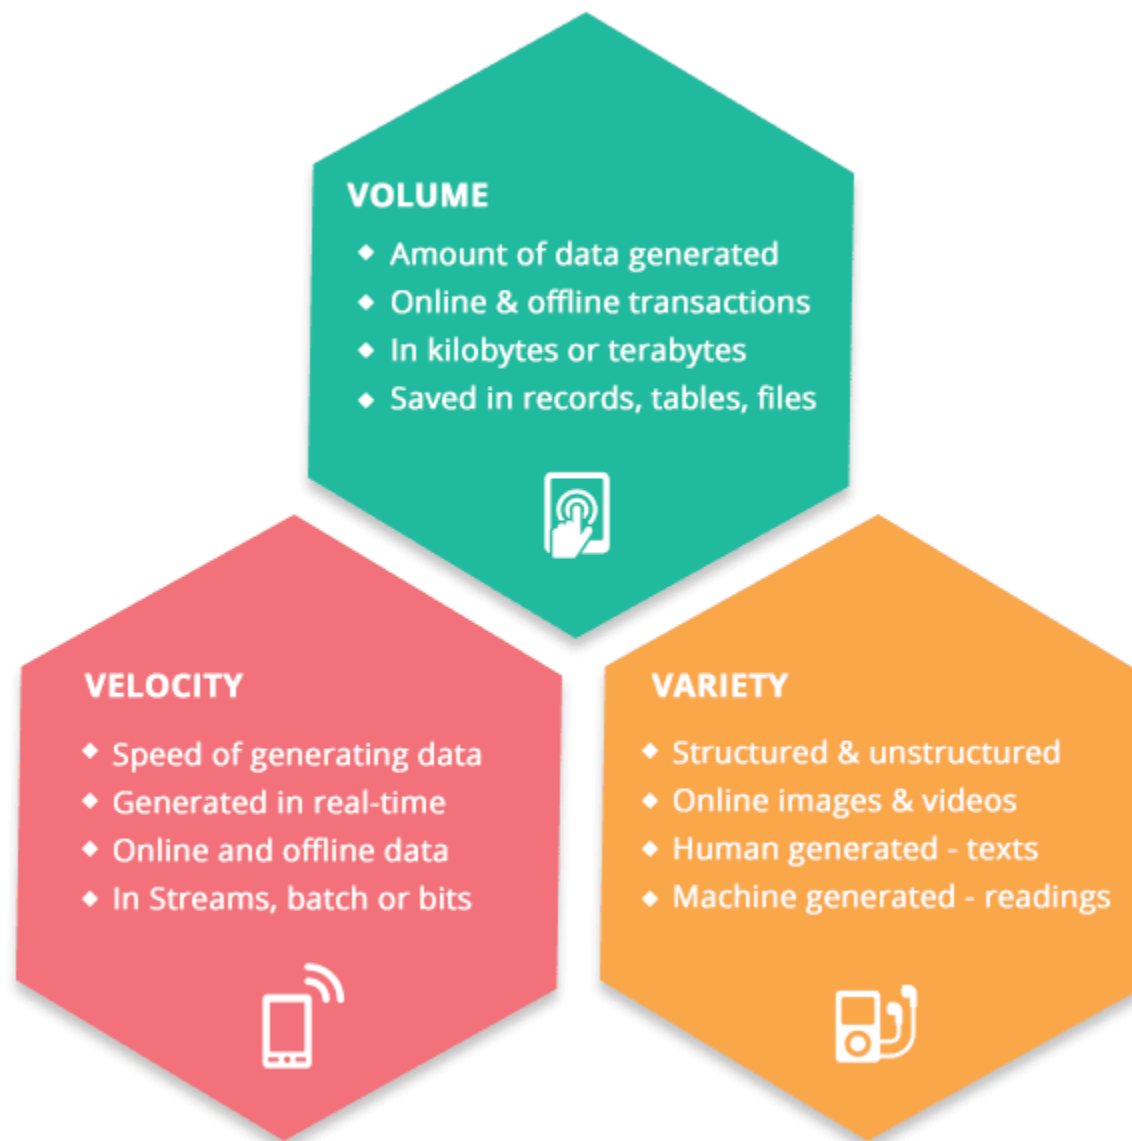 VOLUME
◆ Amount of data generated
◆ Online & offline transactions
◆ In kilobytes or terabytes
◆ Saved in records, tables, files
VELOCITY
◆ Speed of generating data
◆ Generated in real-time
◆ Online and offline data
◆ In Streams, batch or bits
VARIETY
◆ Structured & unstructured
◆ Online images & videos
◆ Human generated - texts
◆ Machine generated - readings